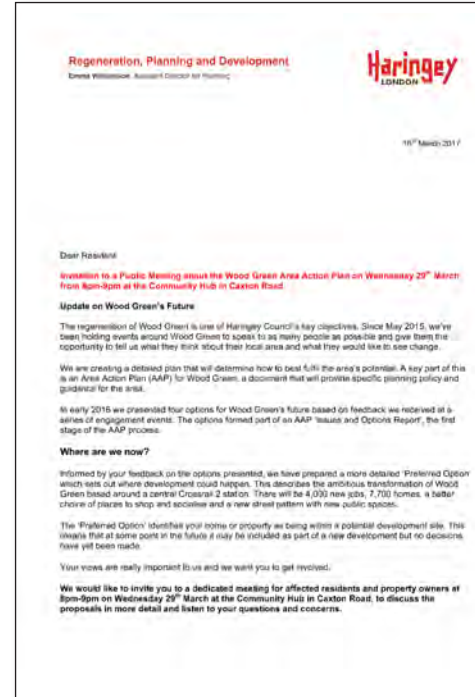 Regeneration, Planning and Development
Emma Williamson, Assistant Director for Planning
Haringey
LONDON
16th March 2017
Dear Resident
Invitation to a Public Meeting about the Wood Green Area Action Plan on Wednesday 29th March
from 8pm-9pm at the Community Hub in Caxton Road
Update on Wood Green's Future
The regeneration of Wood Green is one of Haringey Council's key objectives. Since May 2015, we've
been holding events around Wood Green to speak to as many people as possible and give them the
opportunity to tell us what they think about their local area and what they would like to see change.
We are creating a detailed plan that will determine how to best fulfil the area's potential. A key part of this
is an Area Action Plan (AAP) for Wood Green, a document that will provide specific planning policy and
guidance for the area.
In early 2016 we presented four options for Wood Green's future based on feedback we received at a
series of engagement events. The options formed part of an AAP 'Issues and Options Report', the first
stage of the AAP process.
Where are we now?
Informed by your feedback on the options presented, we have prepared a more detailed 'Preferred Option'
which sets out where development could happen. This describes the ambitious transformation of Wood
Green based around a central Crossrail 2 station. There will be 4,000 new jobs, 7,700 homes, a better
choice of places to shop and socialise and a new street pattern with new public spaces.
The 'Preferred Option' identified your home or property as being within a potential development site. This
means that at some point in the future it may be included as part of a new development but no decisions
have yet been made.
Your views are really important to us and we want you to get involved.
We would like to invite you to a dedicated meeting for affected residents and property owners at
8pm-9pm on Wednesday 29th March at the Community Hub in Caxton Road, to discuss the
proposals in more detail and listen to your questions and concerns.